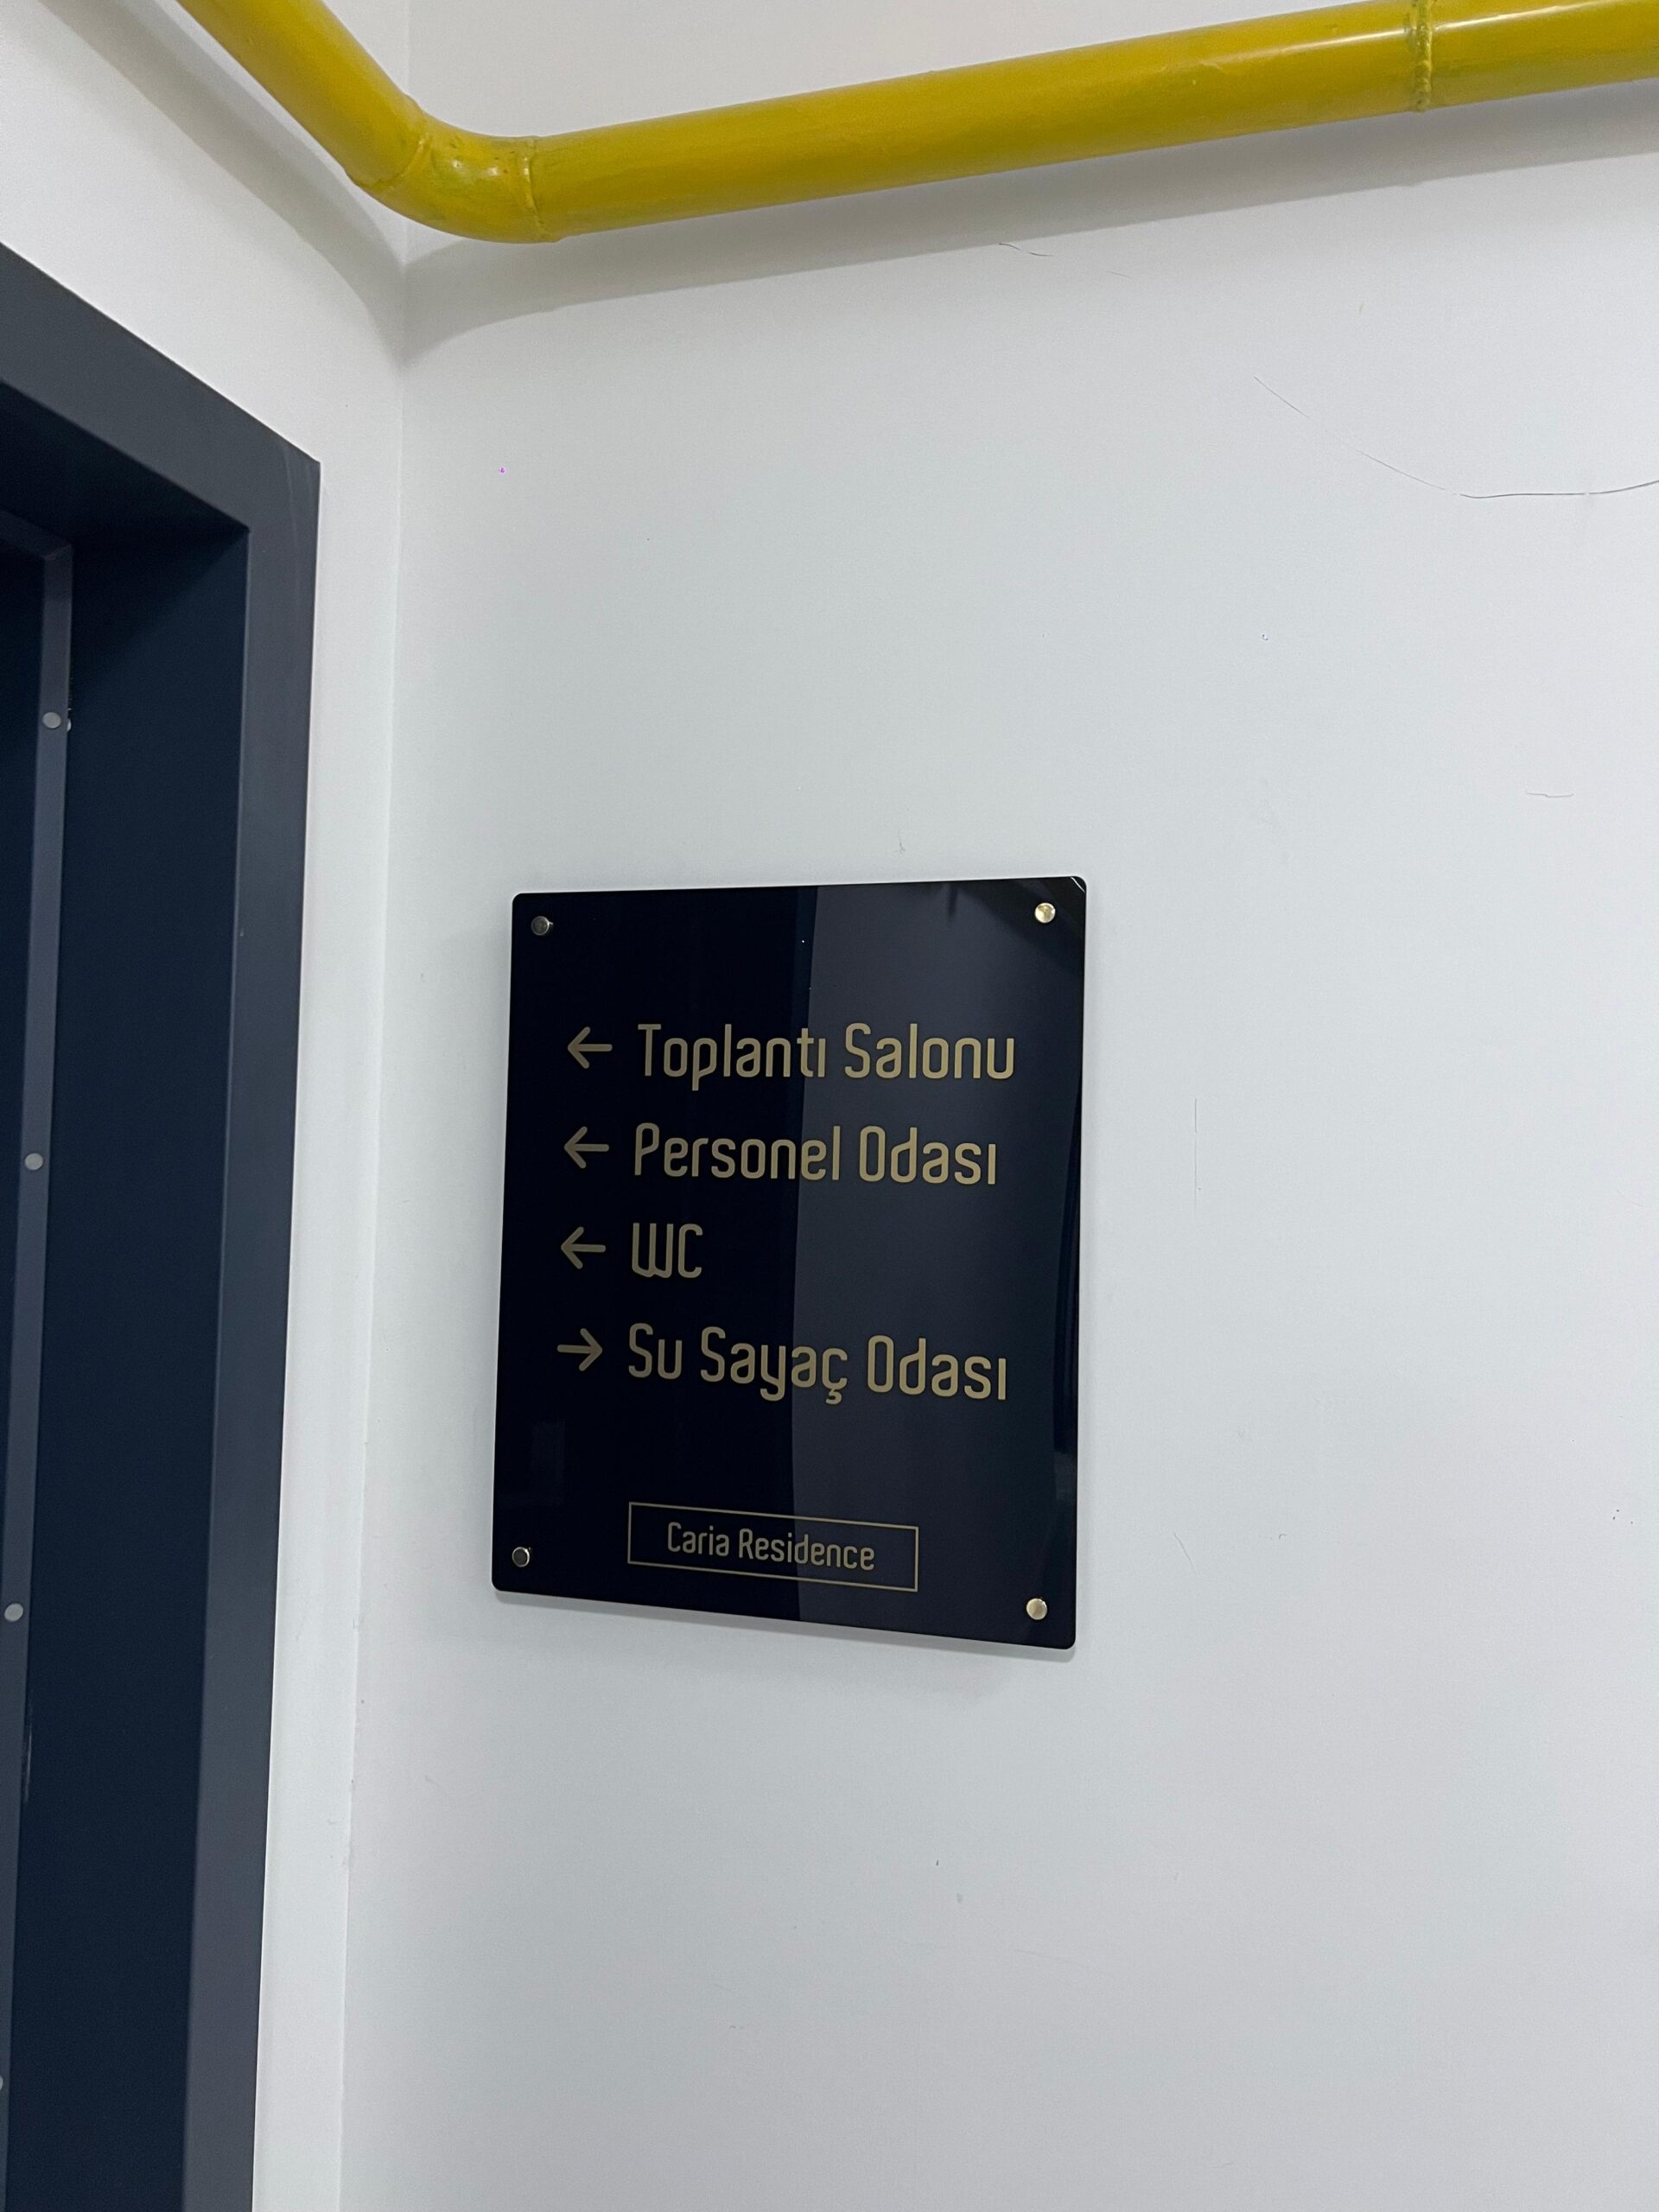 ← Toplantı Salonu
← Personel Odası
← WC
→ Su Sayaç Odası
Caria Residence